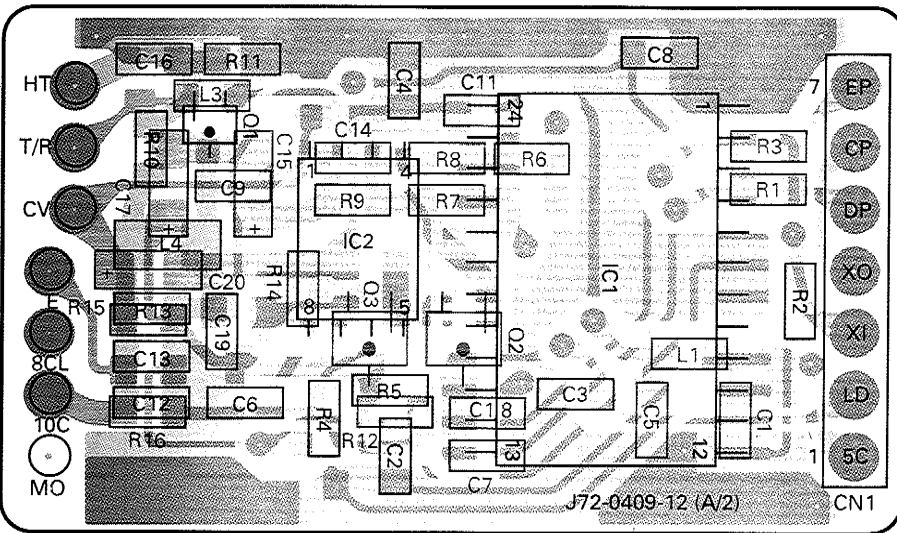 C16 R11 C4 C8
HT 7 EP
L3 C11
24 1
T/R R10 Q1 C15 C14 R3 CP
1 4 R8 R6
C9 R1
CV C17 R9 R7 DP
+ + IC2
L4
+ C20 R14 IC1 XO
E R15 R13 8 Q3 5 R2
C19 Q2 XI
8CL C13 L1
R5 C3 LD
10C C12 C6 R4 C18 C5 C1
R16 R12 C2 13 12 1 5C
MO C7
J72-0409-12 (A/2) CN1